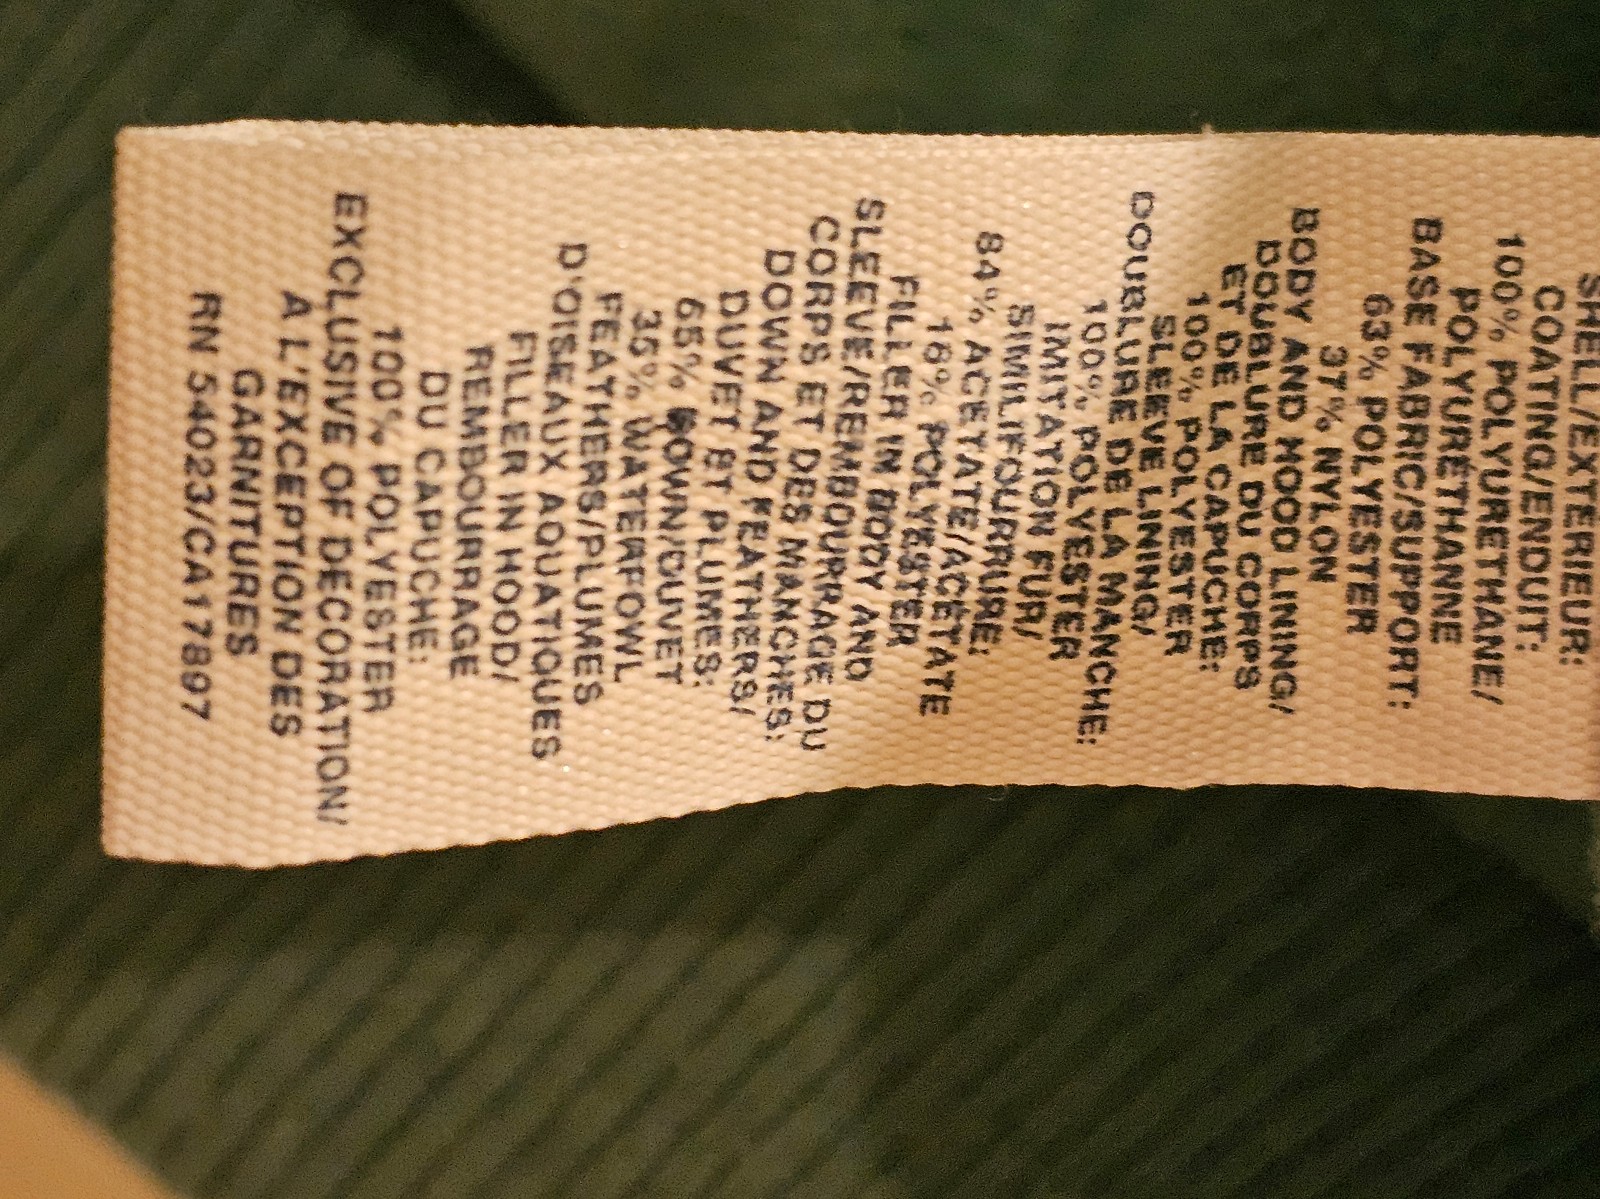 SHELL/EXTERIEUR:
COATING/ENDUIT:
100% POLYURETHANE/
POLYURÉTHANNE
BASE FABRIC/SUPPORT:
63% POLYESTER
37% NYLON
BODY AND HOOD LINING/
DOUBLURE DU CORPS
ET DE LA CAPUCHE:
100% POLYESTER
SLEEVE LINING/
DOUBLURE DE LA MANCHE:
100% POLYESTER
IMITATION FUR/
SIMILIFOURRURE:
84% ACETATE/ACÉTATE
16% POLYESTER
FILLER IN BODY AND
SLEEVE/REMBOURRAGE DU
CORPS ET DES MANCHES:
DOWN AND FEATHERS/
DUVET ET PLUMES:
65% DOWN/DUVET
35% WATERFOWL
FEATHERS/PLUMES
D'OISEAUX AQUATIQUES
FILLER IN HOOD/
REMBOURRAGE
DU CAPUCHE:
100% POLYESTER
EXCLUSIVE OF DECORATION/
A L'EXCEPTION DES
GARNITURES
RN 54023/CA17897